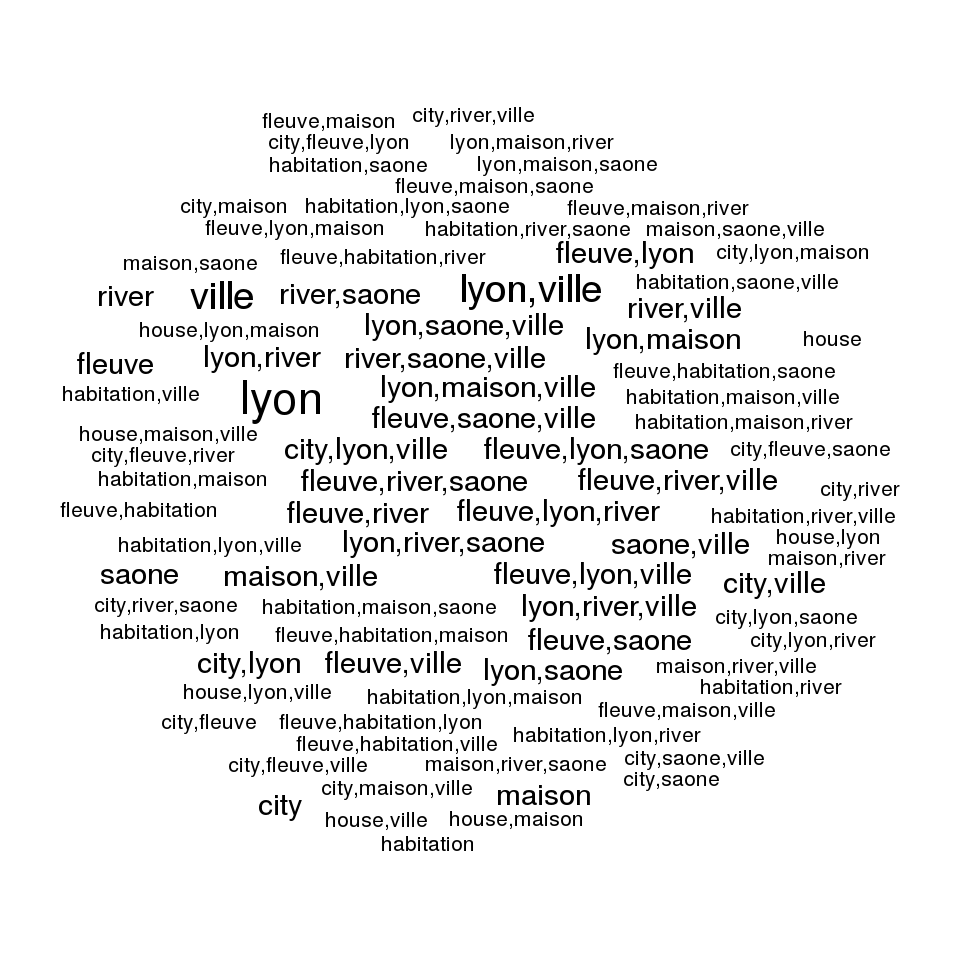 fleuve,maison city,river,ville
city,fleuve,lyon lyon,maison,river
habitation,saone lyon,maison,saone
fleuve,maison,saone
city,maison habitation,lyon,saone fleuve,maison,river
fleuve,lyon,maison habitation,river,saone maison,saone,ville
maison,saone fleuve,habitation,river fleuve,lyon city,lyon,maison
river ville river,saone lyon,ville habitation,saone,ville
river,ville
house,lyon,maison lyon,saone,ville lyon,maison house
fleuve lyon,river river,saone,ville fleuve,habitation,saone
habitation,ville lyon lyon,maison,ville habitation,maison,ville
fleuve,saone,ville habitation,maison,river
house,maison,ville
city,fleuve,river city,lyon,ville fleuve,lyon,saone city,fleuve,saone
habitation,maison fleuve,river,saone fleuve,river,ville city,river
fleuve,habitation fleuve,river fleuve,lyon,river habitation,river,ville
habitation,lyon,ville lyon,river,saone saone,ville house,lyon
maison,river
saone maison,ville fleuve,lyon,ville city,ville
city,river,saone habitation,maison,saone lyon,river,ville city,lyon,saone
habitation,lyon fleuve,habitation,maison fleuve,saone city,lyon,river
city,lyon fleuve,ville lyon,saone maison,river,ville
house,lyon,ville habitation,lyon,maison habitation,river
fleuve,maison,ville
city,fleuve fleuve,habitation,lyon habitation,lyon,river
fleuve,habitation,ville
city,fleuve,ville maison,river,saone city,saone,ville
city,saone
city,maison,ville
city maison
house,ville house,maison
habitation